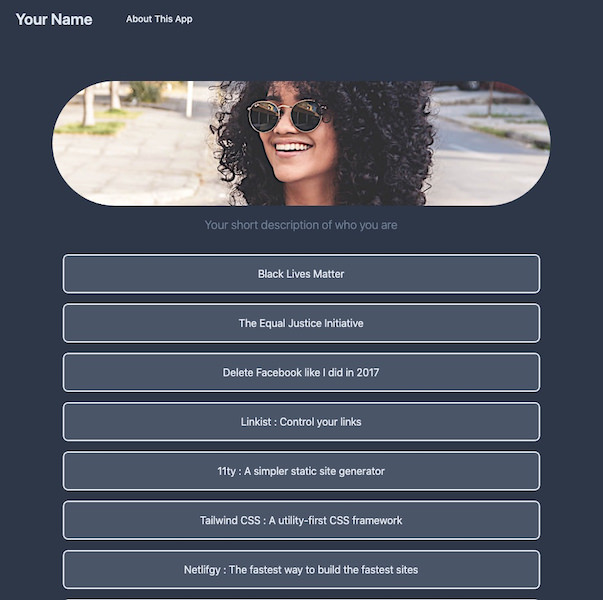 Your Name
About This App
Your short description of who you are
Black Lives Matter
The Equal Justice Initiative
Delete Facebook like I did in 2017
Linkist : Control your links
11ty : A simpler static site generator
Tailwind CSS : A utility-first CSS framework
Netlifgy : The fastest way to build the fastest sites